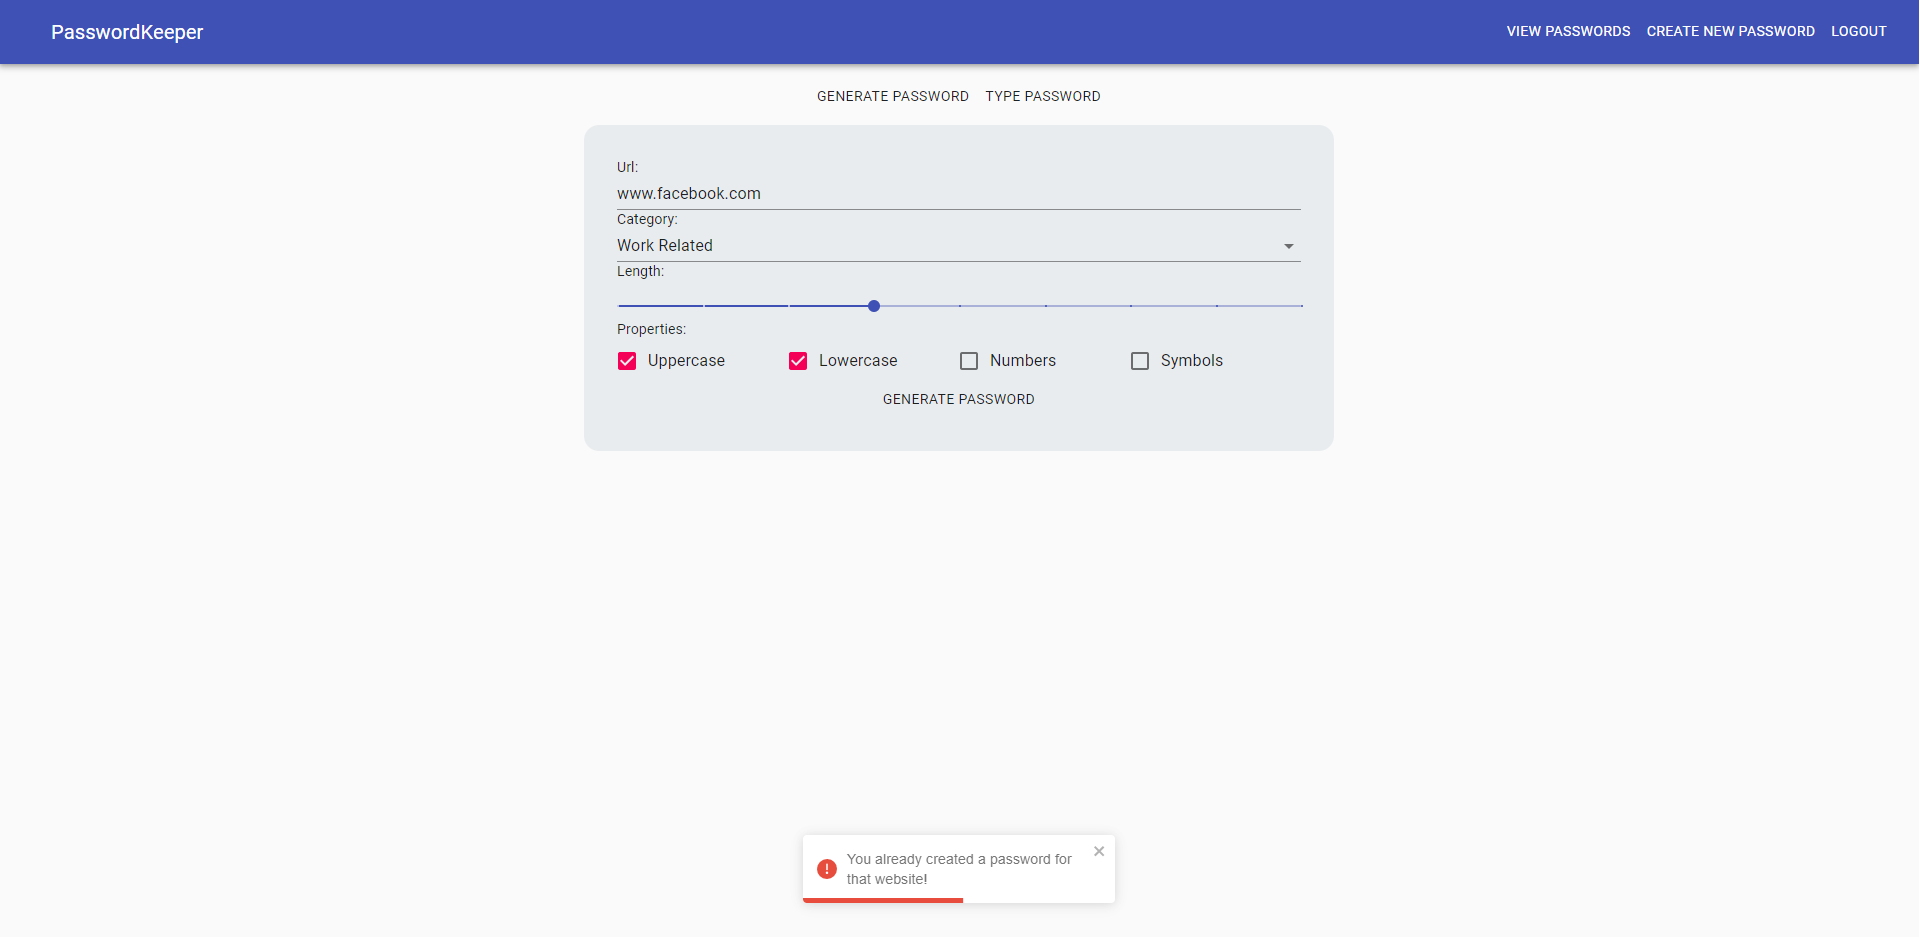 PasswordKeeper
VIEW PASSWORDS CREATE NEW PASSWORD LOGOUT
GENERATE PASSWORD TYPE PASSWORD
Url:
www.facebook.com
Category:
Work Related
Length:
Properties:
Uppercase Lowercase Numbers Symbols
GENERATE PASSWORD
You already created a password for
that website!